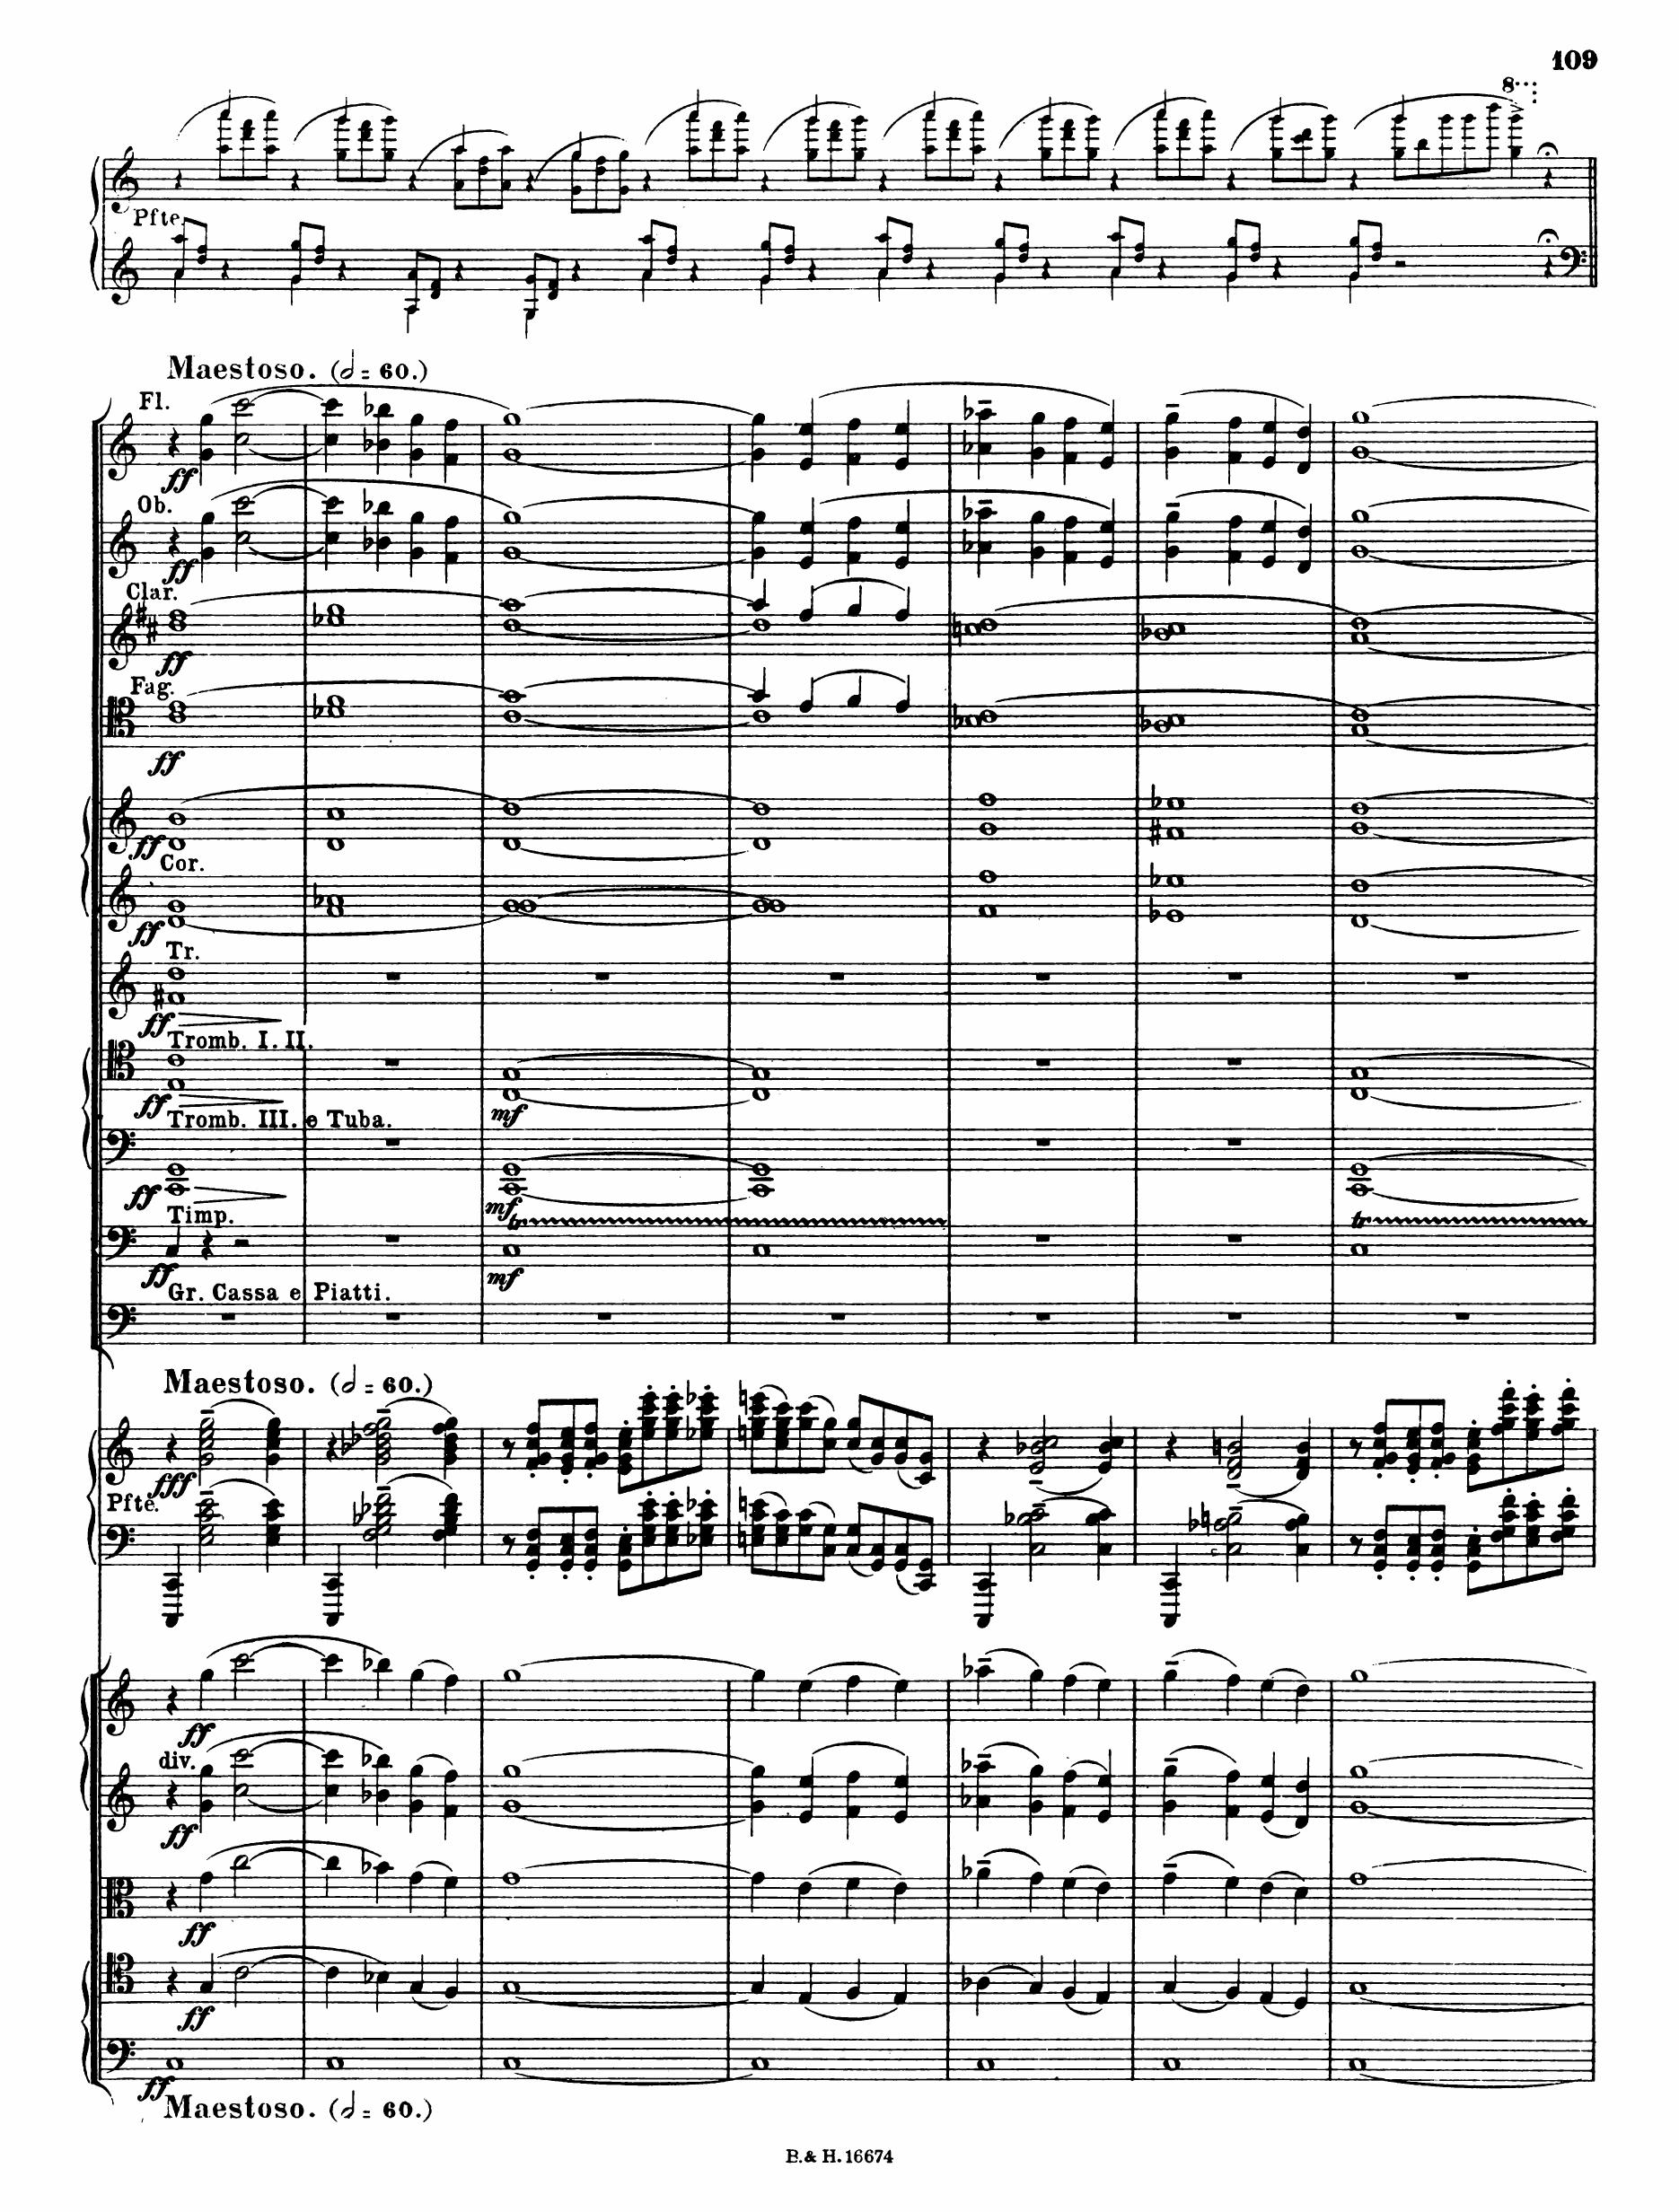 109
8
Pfte.
Maestoso. (𝅗𝅥 = 60.)
Fl.
ff
Ob.
ff
Clar.
ff
Fag.
ff
ff
Cor.
ff
Tr.
ff
Tromb. I. II.
ff mf
Tromb. III. e Tuba.
ff mf
Timp. tr tr
ff mf
Gr. Cassa e Piatti.
Maestoso. (𝅗𝅥 = 60.)
fff
Pfte.
ff
div.
ff
ff
ff
ff
Maestoso. (𝅗𝅥 = 60.)
B. & H. 16674